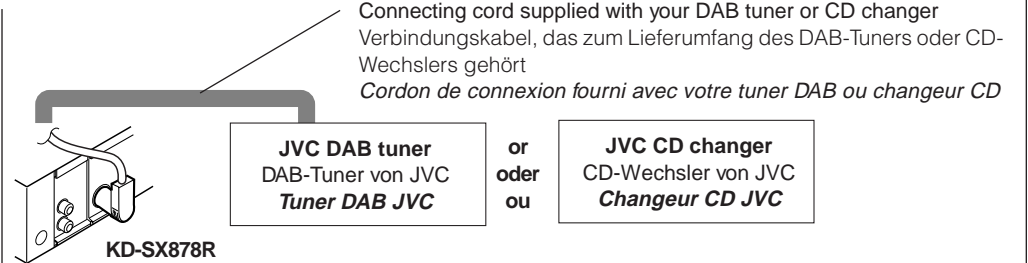 Connecting cord supplied with your DAB tuner or CD changer
Verbindungskabel, das zum Lieferumfang des DAB-Tuners oder CD-
Wechslers gehört
Cordon de connexion fourni avec votre tuner DAB ou changeur CD
JVC DAB tuner
DAB-Tuner von JVC
Tuner DAB JVC
or
oder
ou
JVC CD changer
CD-Wechsler von JVC
Changeur CD JVC
KD-SX878R